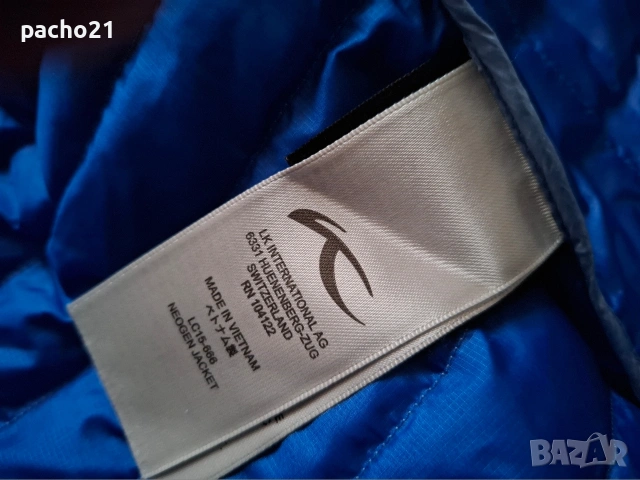 pacho21
LK INTERNATIONAL AG
6331 HUENENBERG-ZUG
SWITZERLAND
RN 104122
MADE IN VIETNAM
ベトナム製
LC15-686
NEOGEN JACKET
BAZAR